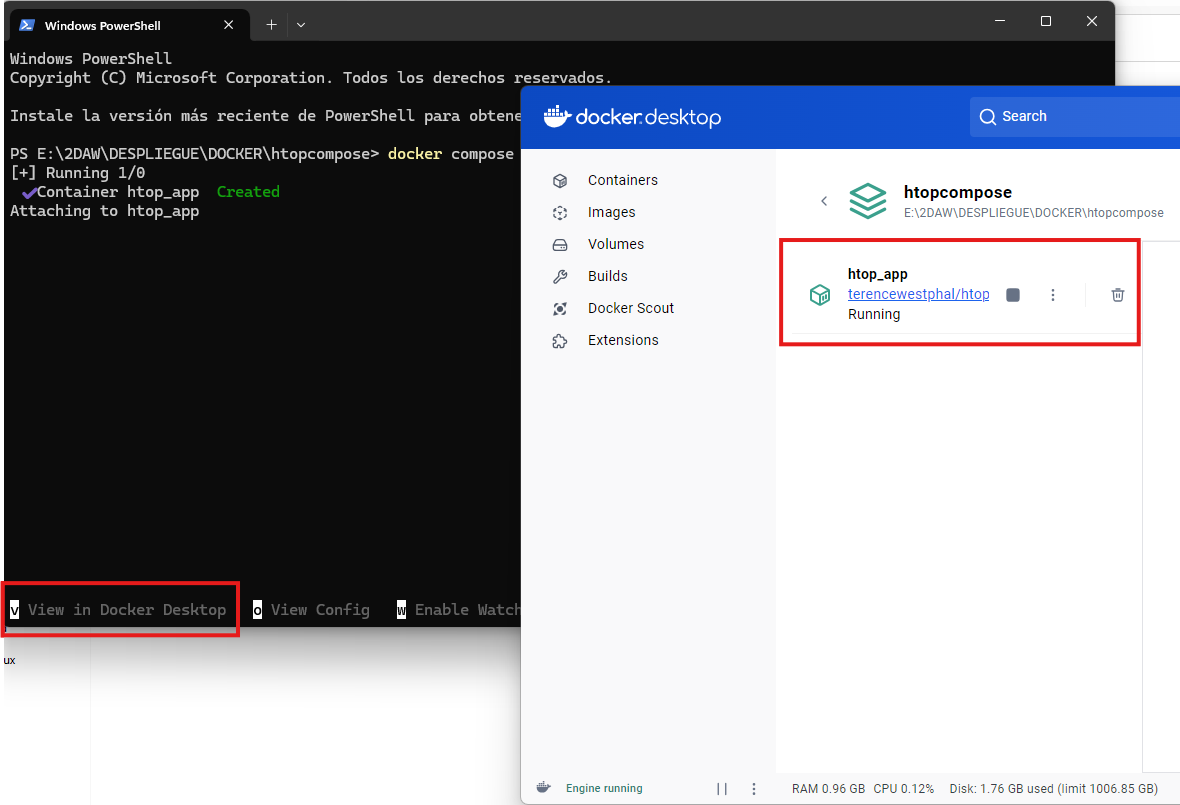 Windows PowerShell
Windows PowerShell
Copyright (C) Microsoft Corporation. Todos los derechos reservados.
Instale la versión más reciente de PowerShell para obtene
PS E:\2DAW\DESPLIEGUE\DOCKER\htopcompose> docker compose
[+] Running 1/0
Container htop_app Created
Attaching to htop_app
v View in Docker Desktop o View Config w Enable Watch
ux
docker desktop
Search
Containers
Images
Volumes
Builds
Docker Scout
Extensions
htopcompose
E:\2DAW\DESPLIEGUE\DOCKER\htopcompose
htop_app
terencewestphal/htop
Running
Engine running
RAM 0.96 GB CPU 0.12% Disk: 1.76 GB used (limit 1006.85 GB)